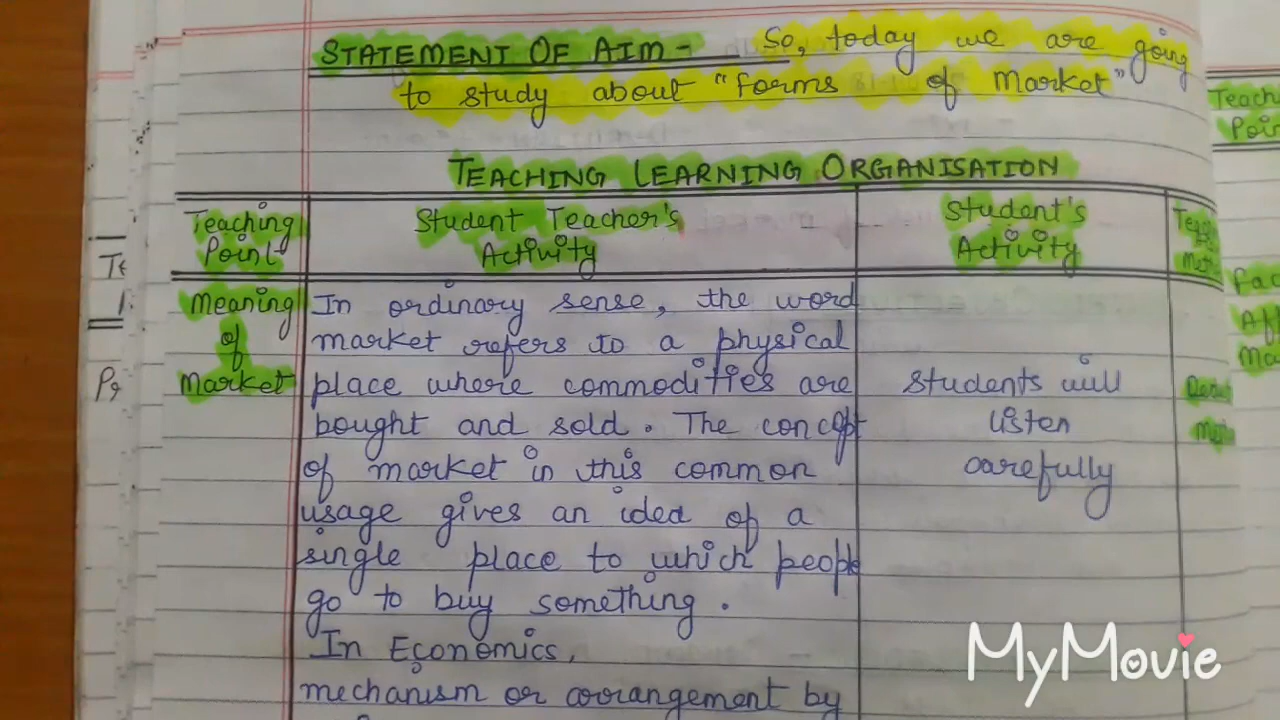 STATEMENT OF AIM - So, today we are going
to study about "Forms of Market"
TEACHING LEARNING ORGANISATION
Teaching Point
Student Teacher's Activity
Student's Activity
Meaning
of
Market
In ordinary sense, the word
market refers to a physical
place where commodities are
bought and sold. The concept
of market in this common
usage gives an idea of a
single place to which people
go to buy something.
In Economics,
mechanism or arrangement by
Students will
listen
carefully
MyMovie